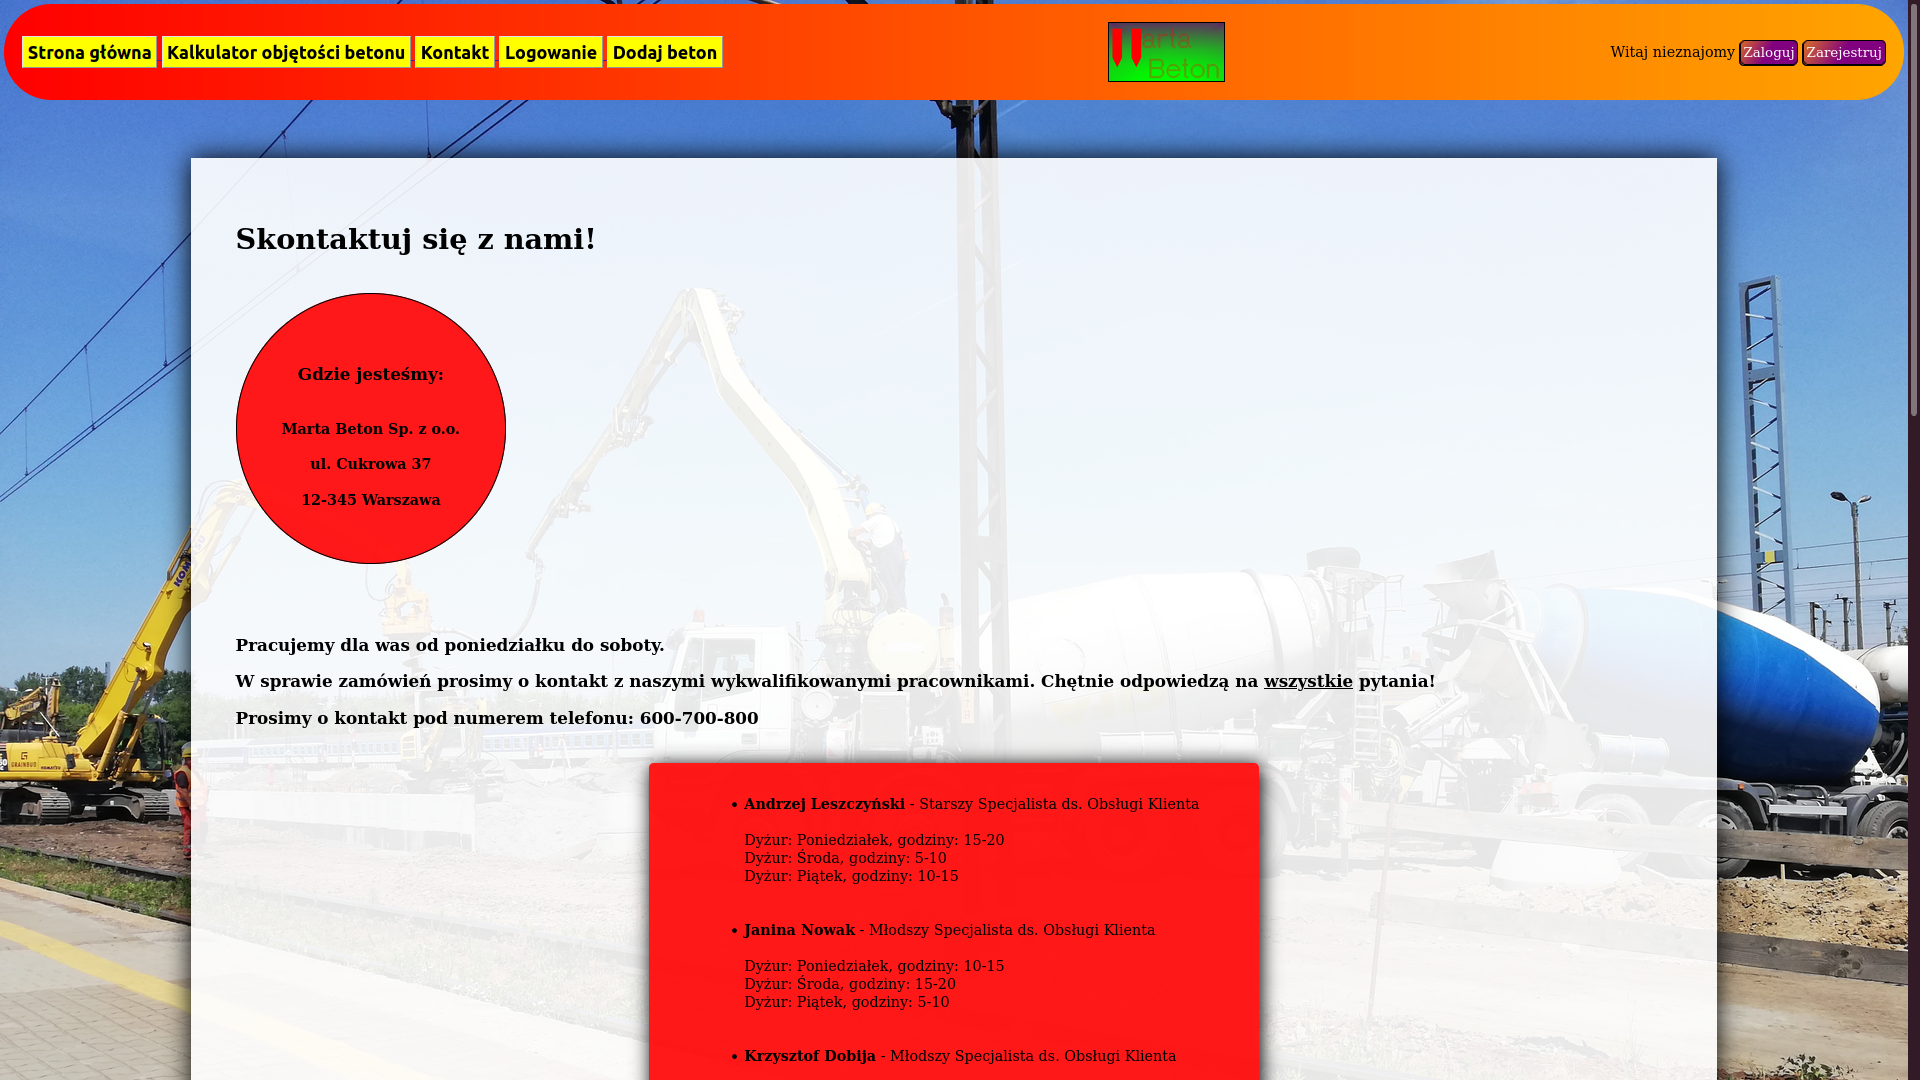 Strona główna Kalkulator objętości betonu Kontakt Logowanie Dodaj beton
arta
Beton
Witaj nieznajomy Zaloguj Zarejestruj
Skontaktuj się z nami!
Gdzie jesteśmy:
Marta Beton Sp. z o.o.
ul. Cukrowa 37
12-345 Warszawa
Pracujemy dla was od poniedziałku do soboty.
W sprawie zamówień prosimy o kontakt z naszymi wykwalifikowanymi pracownikami. Chętnie odpowiedzą na wszystkie pytania!
Prosimy o kontakt pod numerem telefonu: 600-700-800
• Andrzej Leszczyński - Starszy Specjalista ds. Obsługi Klienta
Dyżur: Poniedziałek, godziny: 15-20
Dyżur: Środa, godziny: 5-10
Dyżur: Piątek, godziny: 10-15
• Janina Nowak - Młodszy Specjalista ds. Obsługi Klienta
Dyżur: Poniedziałek, godziny: 10-15
Dyżur: Środa, godziny: 15-20
Dyżur: Piątek, godziny: 5-10
• Krzysztof Dobija - Młodszy Specjalista ds. Obsługi Klienta